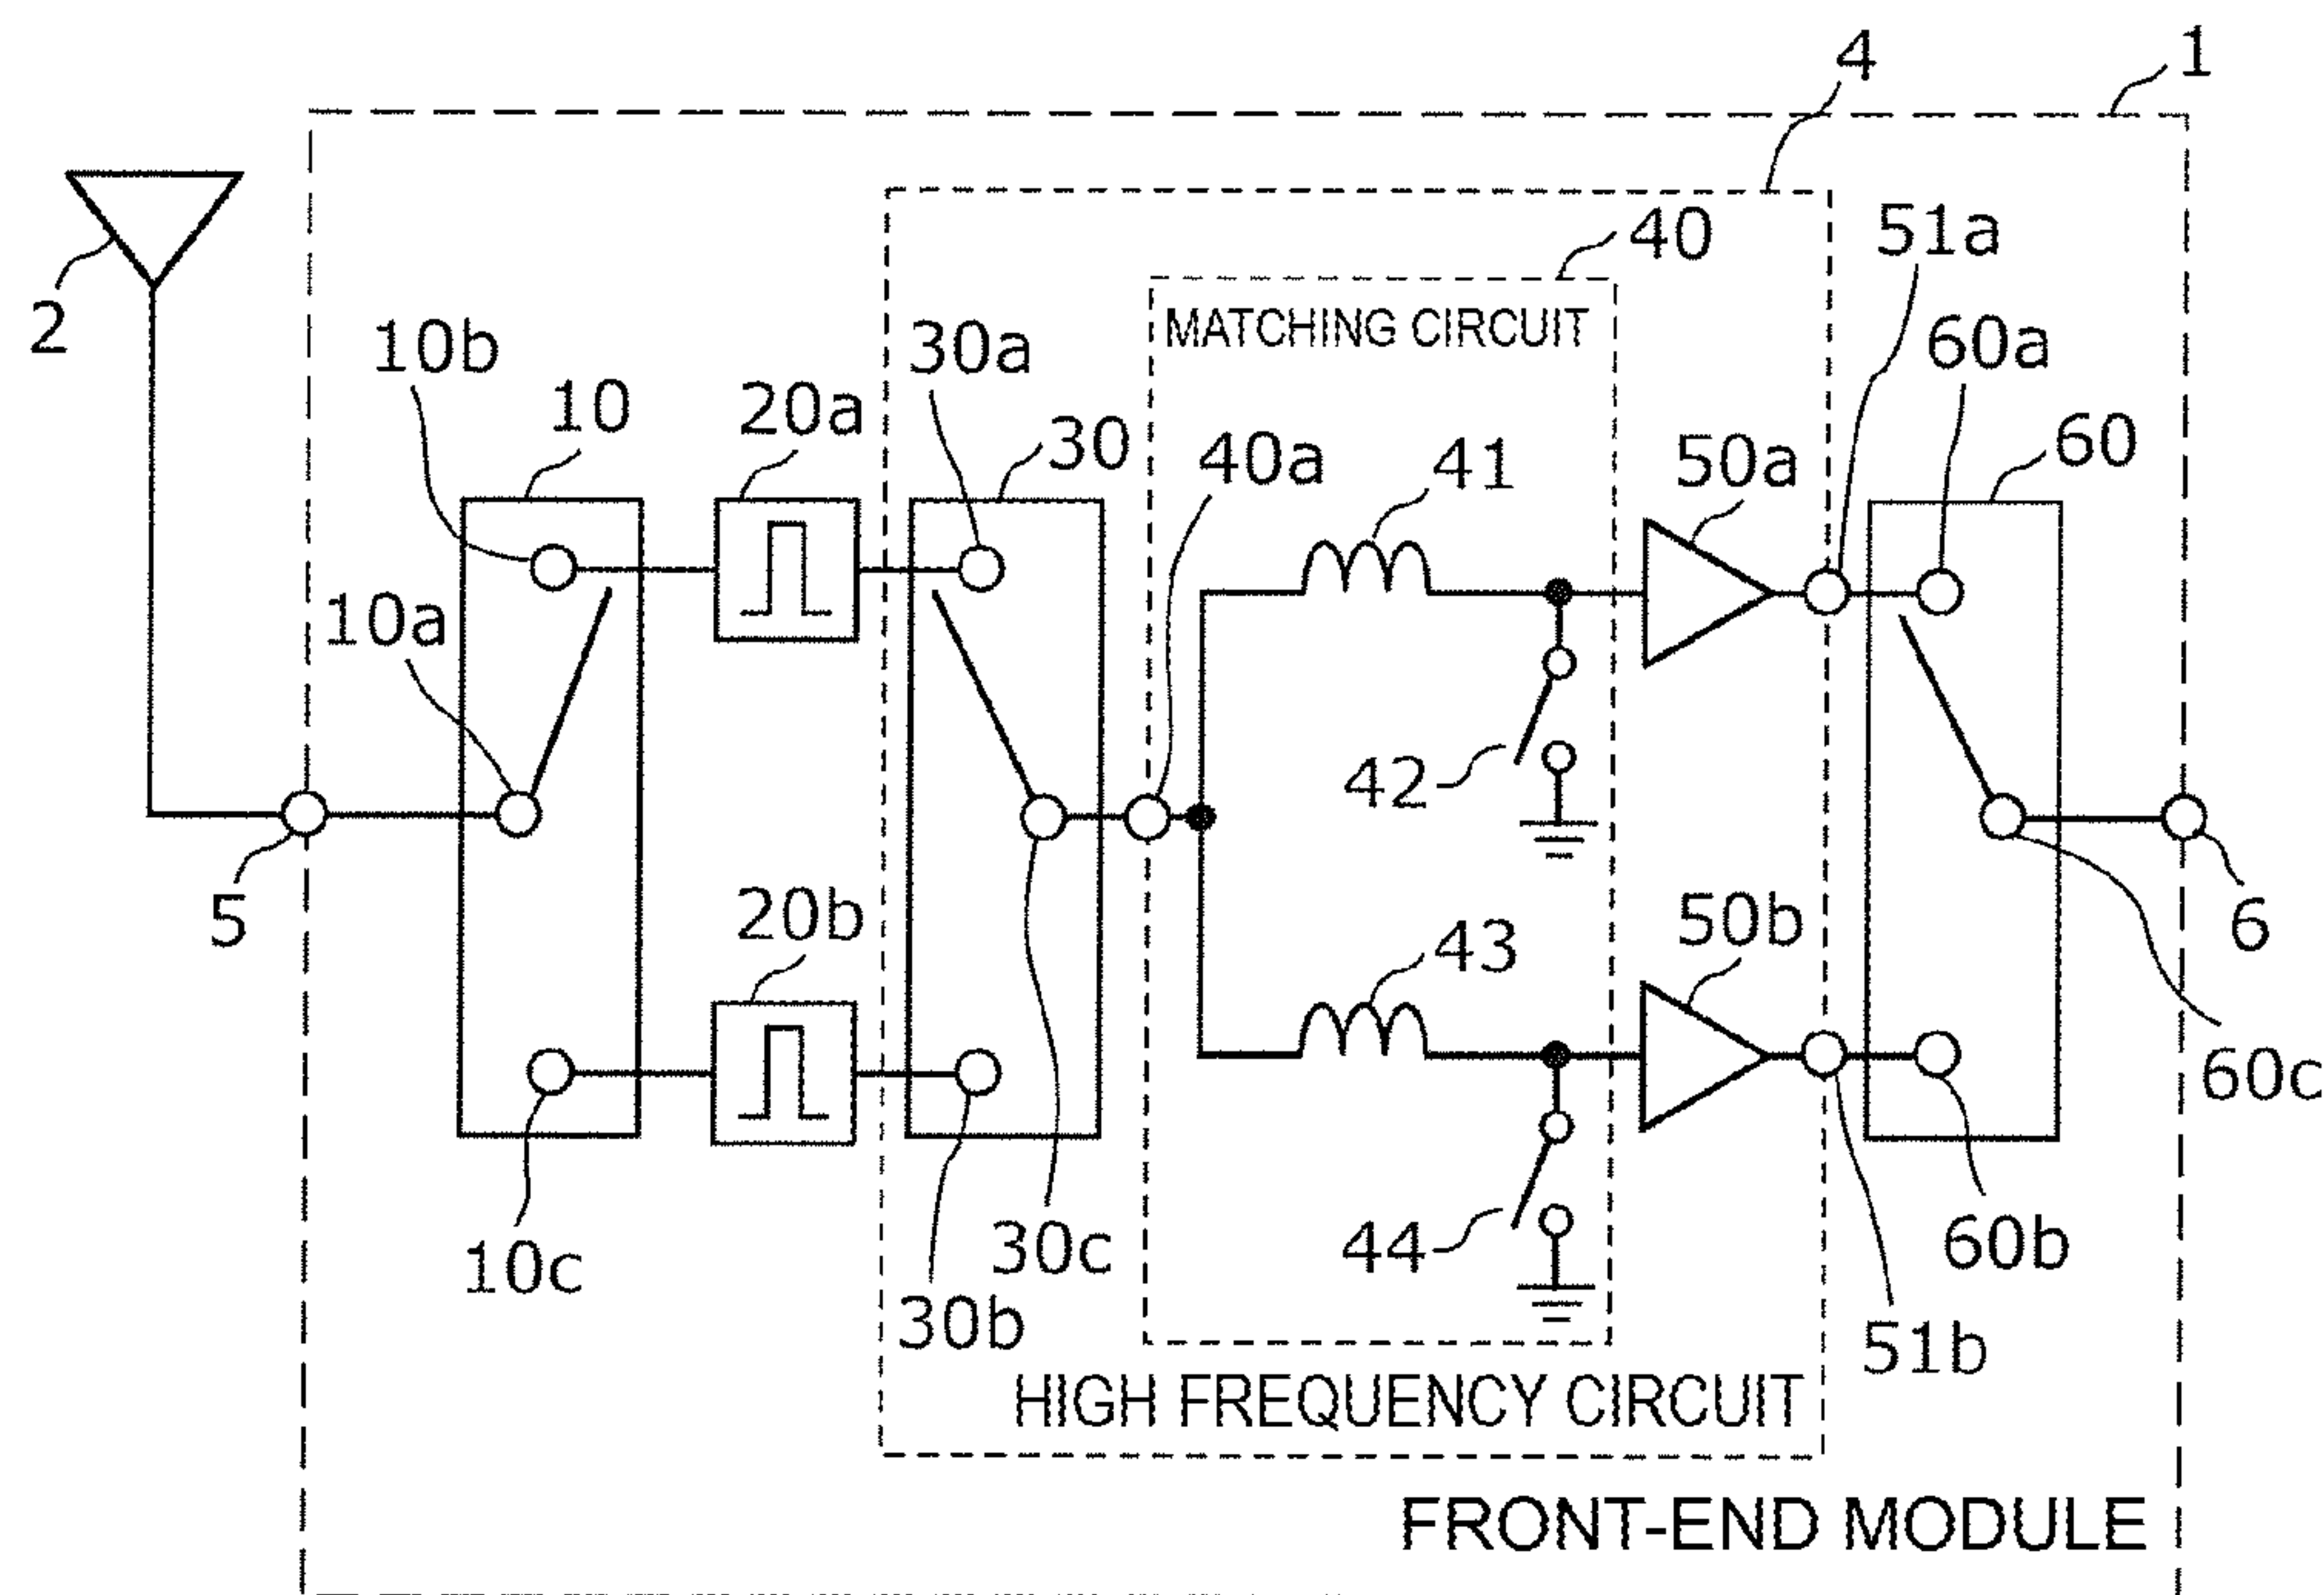 1
4
2
40
51a
MATCHING CIRCUIT
10b
30a
60a
10
20a
30
40a
41
50a
60
10a
42
5
20b
43
50b
6
60c
10c
30c
44
60b
30b
51b
HIGH FREQUENCY CIRCUIT
FRONT-END MODULE